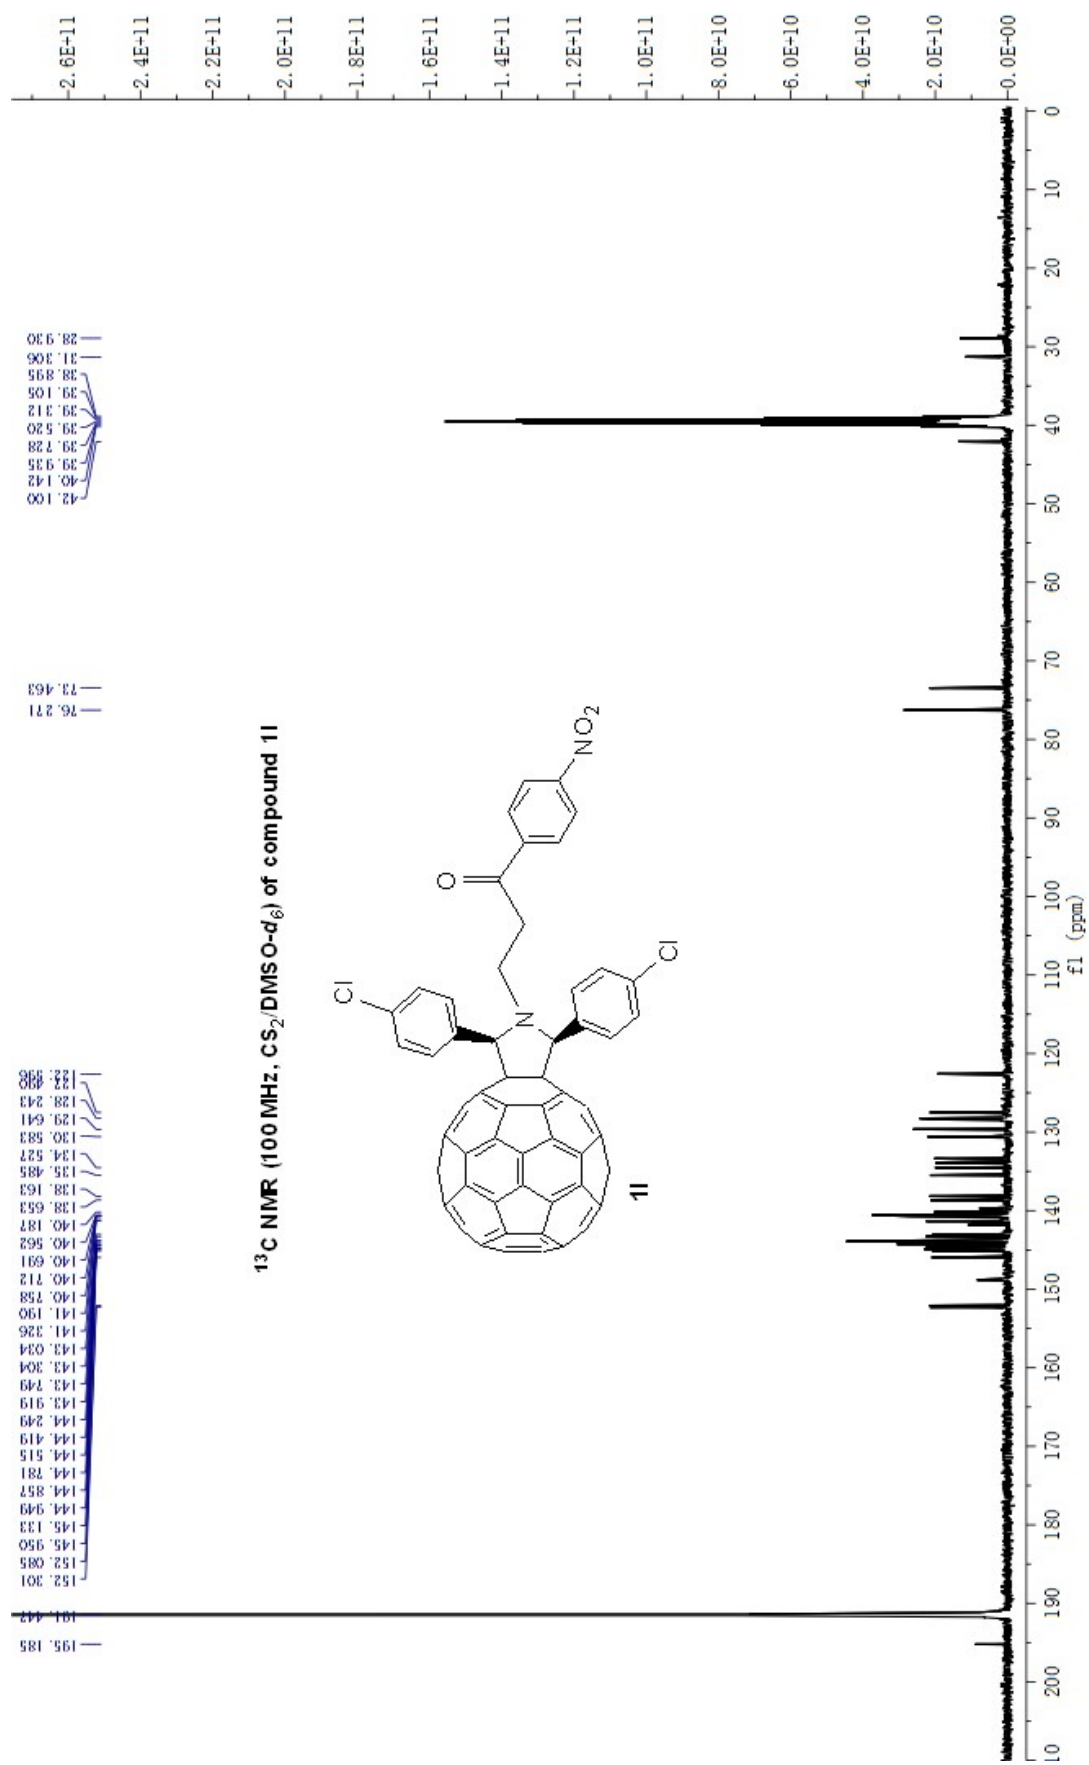 ¹³C NMR (100 MHz, CS₂/DMSO-d₆) of compound 1l
195.185
191.447
152.301
152.085
145.950
145.133
144.949
144.857
144.781
144.515
144.419
144.249
143.919
143.749
143.304
143.034
141.326
141.190
140.758
140.712
140.691
140.562
140.187
138.653
138.163
135.485
134.527
130.583
129.641
128.243
127.490
122.596
76.271
73.463
42.100
40.142
39.935
39.728
39.520
39.312
39.105
38.895
31.306
28.930
Cl
O
N
NO₂
Cl
1l
2.6E+11
2.4E+11
2.2E+11
2.0E+11
1.8E+11
1.6E+11
1.4E+11
1.2E+11
1.0E+11
8.0E+10
6.0E+10
4.0E+10
2.0E+10
0.0E+00
10 200 190 180 170 160 150 140 130 120 110 100 90 80 70 60 50 40 30 20 10 0
f1 (ppm)